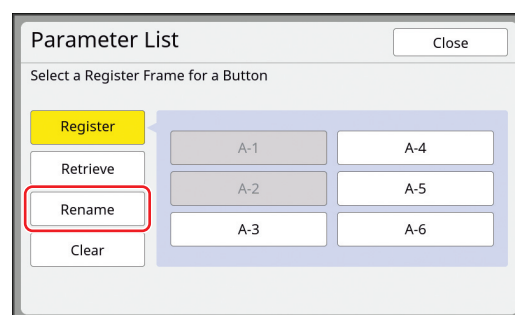 Parameter List
Close
Select a Register Frame for a Button
Register
Retrieve
Rename
Clear
A-1
A-4
A-2
A-5
A-3
A-6